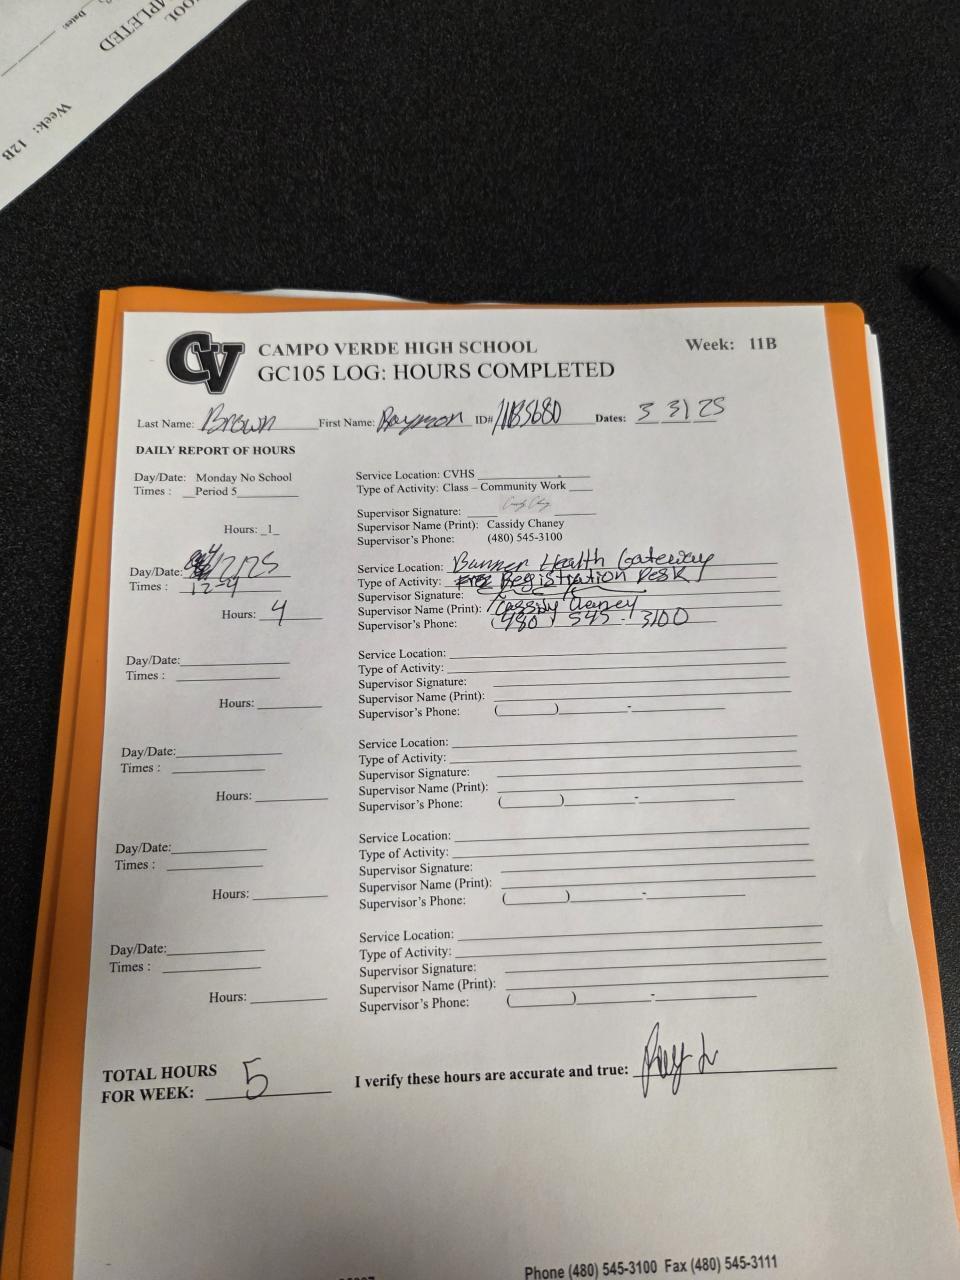 Dates:
COMPLETED
Week: 12B
CV
CAMPO VERDE HIGH SCHOOL
Week: 11B
GC105 LOG: HOURS COMPLETED
Last Name: Brown First Name: Raymon ID# Dates: 3 31 25
DAILY REPORT OF HOURS
Day/Date: Monday No School
Times : Period 5
Hours: 1
Service Location: CVHS
Type of Activity: Class – Community Work
Supervisor Signature:
Supervisor Name (Print): Cassidy Chaney
Supervisor's Phone: (480) 545-3100
Day/Date: 
Times : 12-
Hours: 4
Service Location: Banner Health Gateway
Type of Activity: Registration Desk
Supervisor Signature:
Supervisor Name (Print): Cassidy Chaney
Supervisor's Phone: (480) 545-3100
Day/Date:
Times :
Hours:
Service Location:
Type of Activity:
Supervisor Signature:
Supervisor Name (Print):
Supervisor's Phone: ( ) -
Day/Date:
Times :
Hours:
Service Location:
Type of Activity:
Supervisor Signature:
Supervisor Name (Print):
Supervisor's Phone: ( ) -
Day/Date:
Times :
Hours:
Service Location:
Type of Activity:
Supervisor Signature:
Supervisor Name (Print):
Supervisor's Phone: ( ) -
Day/Date:
Times :
Hours:
Service Location:
Type of Activity:
Supervisor Signature:
Supervisor Name (Print):
Supervisor's Phone: ( ) -
TOTAL HOURS
FOR WEEK: 5
I verify these hours are accurate and true:
Phone (480) 545-3100 Fax (480) 545-3111